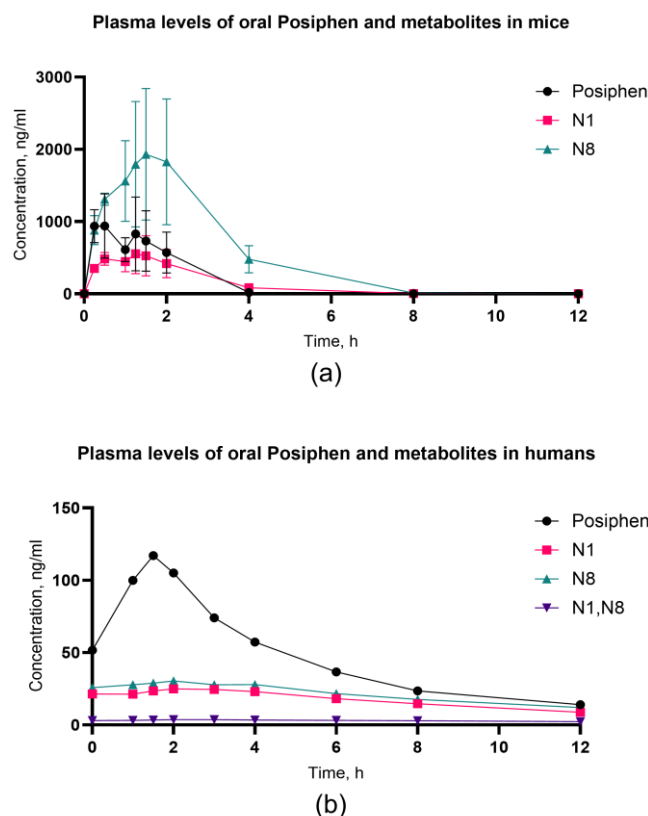 Plasma levels of oral Posiphen and metabolites in mice
Concentration, ng/ml
3000
2000
1000
0
0 2 4 6 8 10 12
Time, h
Posiphen
N1
N8
(a)
Plasma levels of oral Posiphen and metabolites in humans
Concentration, ng/ml
150
100
50
0
0 2 4 6 8 10 12
Time, h
Posiphen
N1
N8
N1,N8
(b)